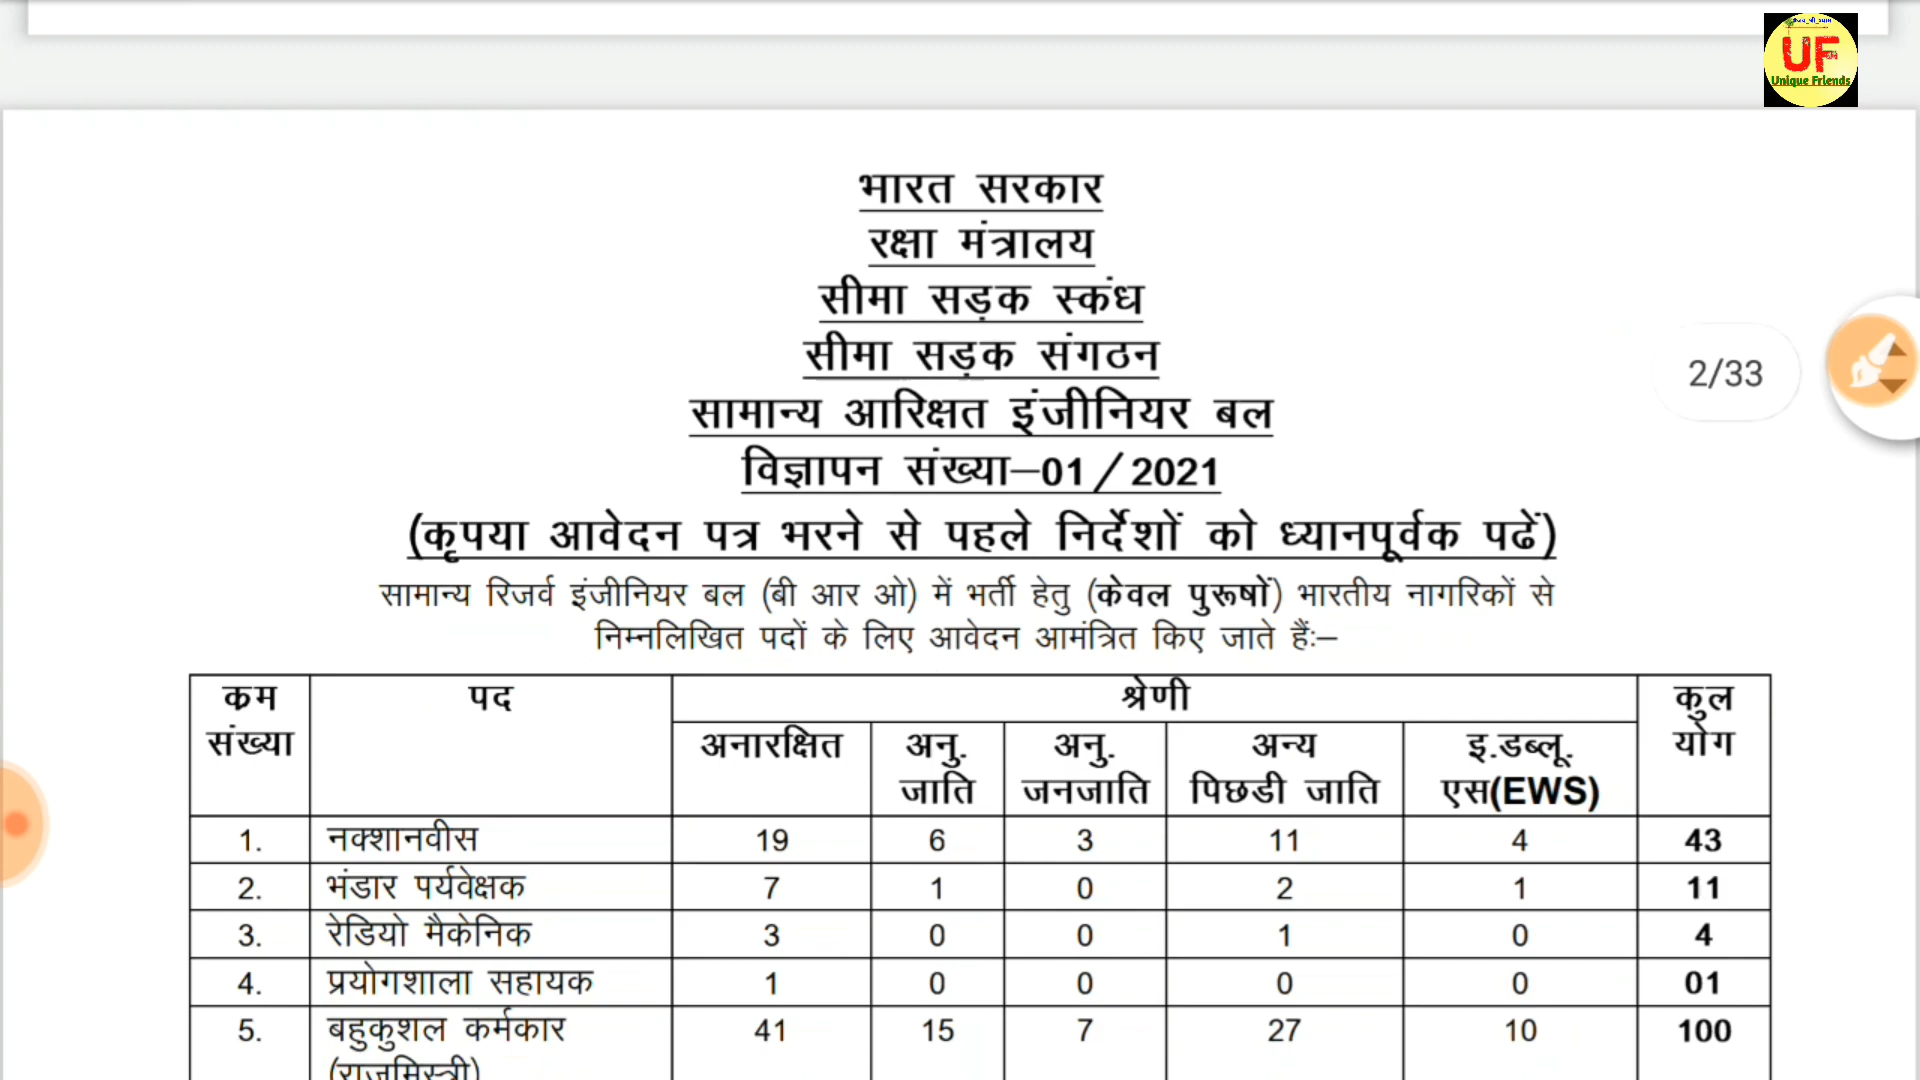 UF
Unique Friends
भारत सरकार
रक्षा मंत्रालय
सीमा सड़क स्कंध
सीमा सड़क संगठन
2/33
सामान्य आरिक्षत इंजीनियर बल
विज्ञापन संख्या–01/2021
(कृपया आवेदन पत्र भरने से पहले निर्देशों को ध्यानपूर्वक पढें)
सामान्य रिजर्व इंजीनियर बल (बी आर ओ) में भर्ती हेतु (केवल पुरूषों) भारतीय नागरिकों से
निम्नलिखित पदों के लिए आवेदन आमंत्रित किए जाते हैंः–
कम संख्या पद श्रेणी कुल योग
अनारक्षित अनु. जाति अनु. जनजाति अन्य पिछडी जाति इ.डब्लू. एस(EWS)
1. नक्शानवीस 19 6 3 11 4 43
2. भंडार पर्यवेक्षक 7 1 0 2 1 11
3. रेडियो मैकेनिक 3 0 0 1 0 4
4. प्रयोगशाला सहायक 1 0 0 0 0 01
5. बहुकुशल कर्मकार 41 15 7 27 10 100
(राजमिस्त्री)